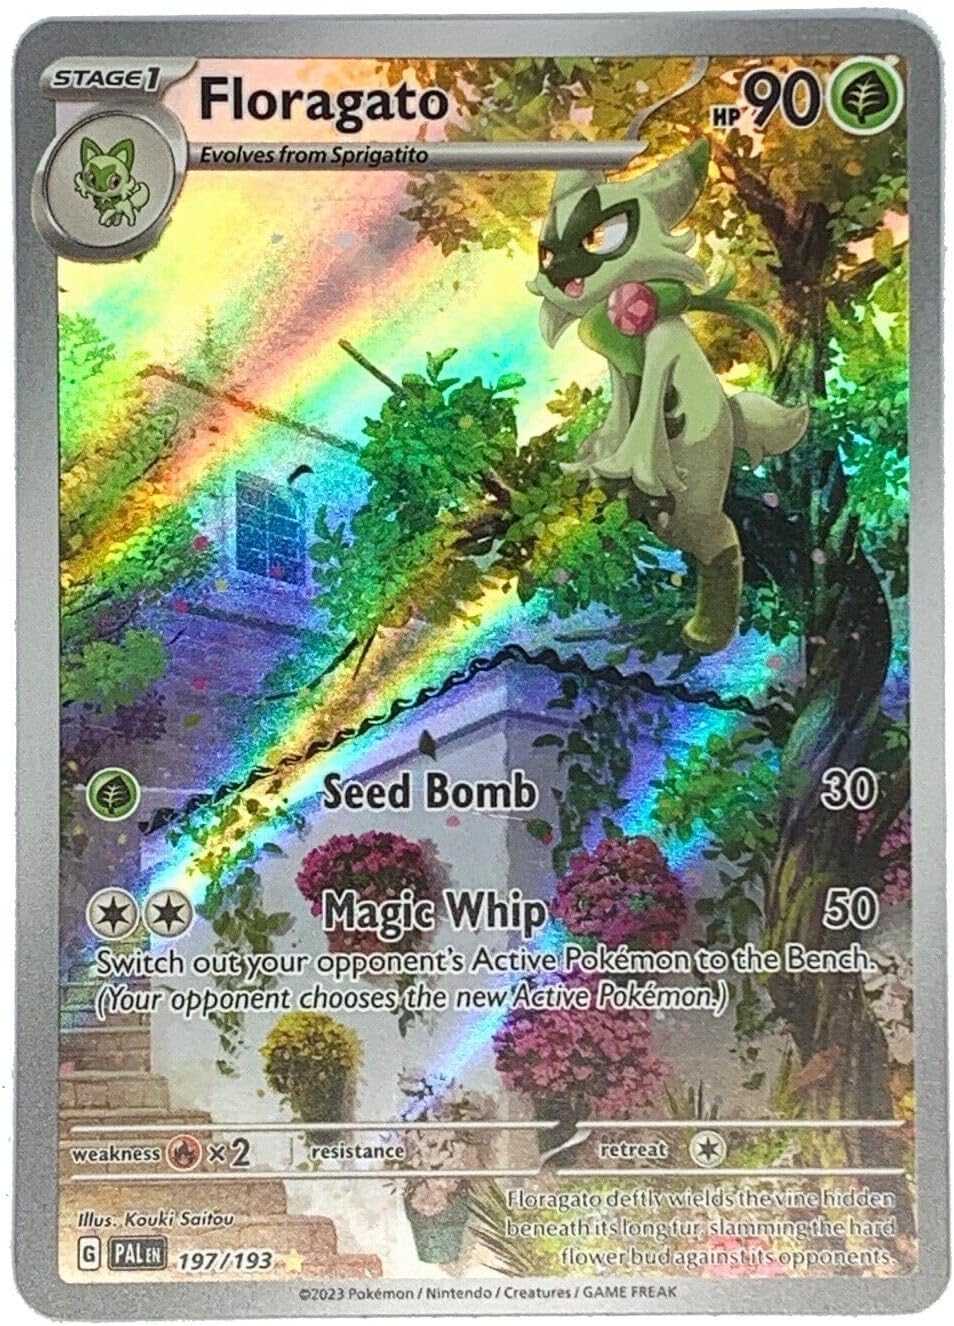 STAGE 1
Floragato
HP 90
Evolves from Sprigatito
Seed Bomb 30
Magic Whip 50
Switch out your opponent's Active Pokémon to the Bench.
(Your opponent chooses the new Active Pokémon.)
weakness ×2 resistance retreat
Illus. Kouki Saitou
Floragato deftly wields the vine hidden
beneath its long fur, slamming the hard
flower bud against its opponents.
G PAL EN 197/193
©2023 Pokémon / Nintendo / Creatures / GAME FREAK